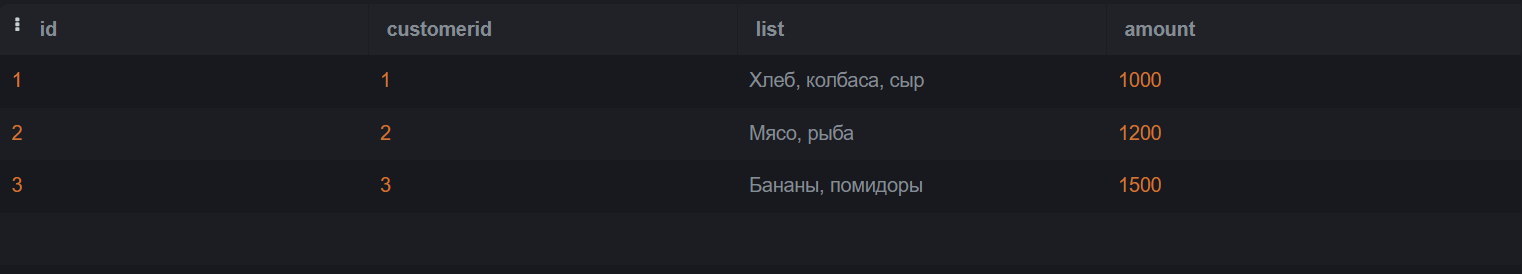 id customerid list amount
1 1 Хлеб, колбаса, сыр 1000
2 2 Мясо, рыба 1200
3 3 Бананы, помидоры 1500